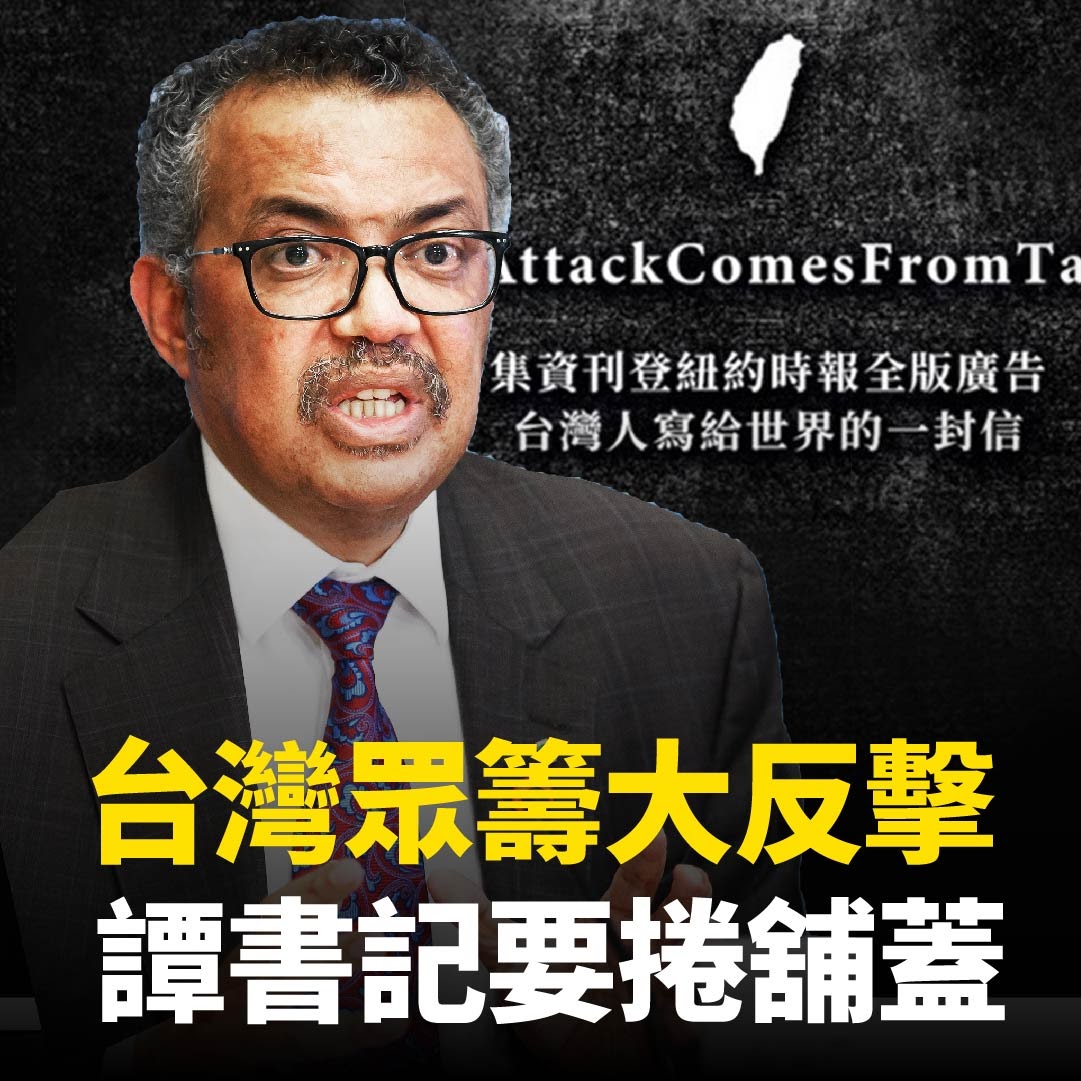 AttackComesFromTa
集資刊登紐約時報全版廣告
台灣人寫給世界的一封信
台灣眾籌大反擊
譚書記要捲舖蓋